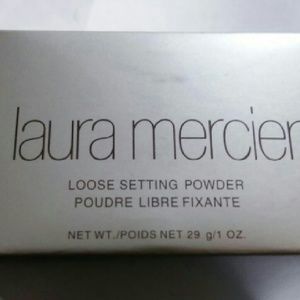 laura mercier
LOOSE SETTING POWDER
POUDRE LIBRE FIXANTE
NET WT./POIDS NET 29 g/1 OZ.